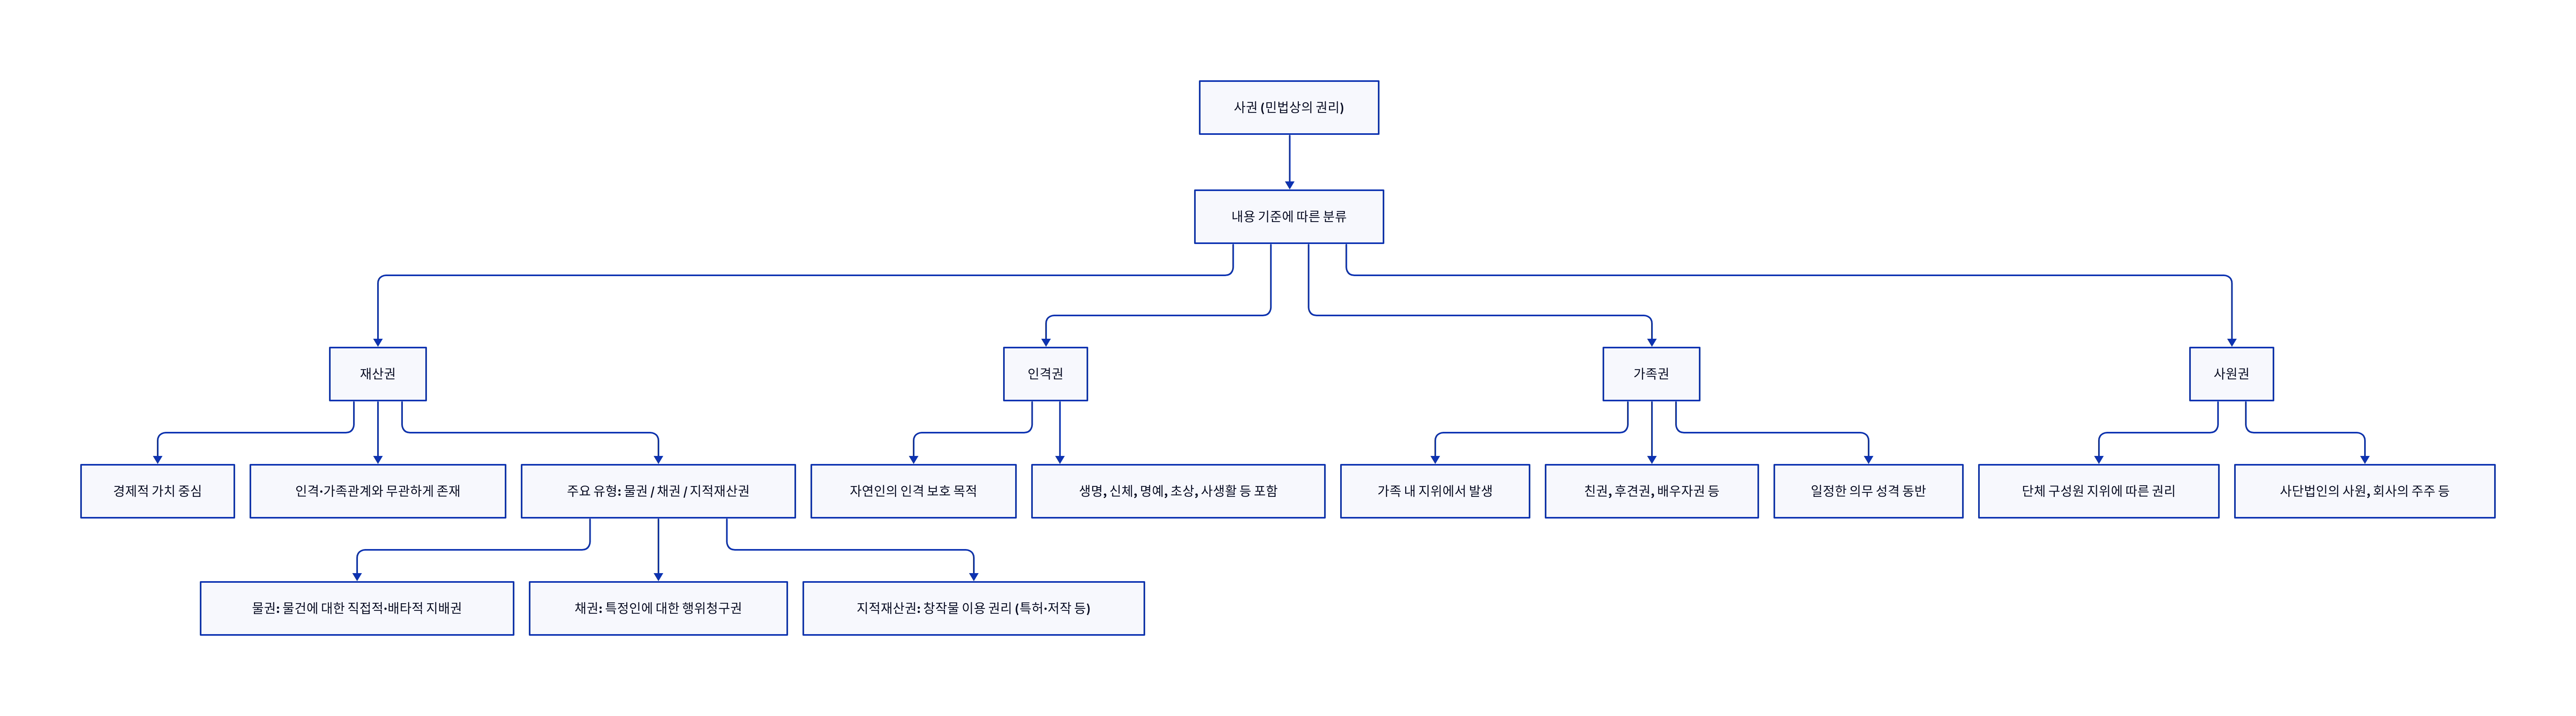 사권 (민법상의 권리)
내용 기준에 따른 분류
재산권
인격권
가족권
사원권
경제적 가치 중심
인격·가족관계와 무관하게 존재
주요 유형: 물권 / 채권 / 지적재산권
자연인의 인격 보호 목적
생명, 신체, 명예, 초상, 사생활 등 포함
가족 내 지위에서 발생
친권, 후견권, 배우자권 등
일정한 의무 성격 동반
단체 구성원 지위에 따른 권리
사단법인의 사원, 회사의 주주 등
물권: 물건에 대한 직접적·배타적 지배권
채권: 특정인에 대한 행위청구권
지적재산권: 창작물 이용 권리 (특허·저작 등)